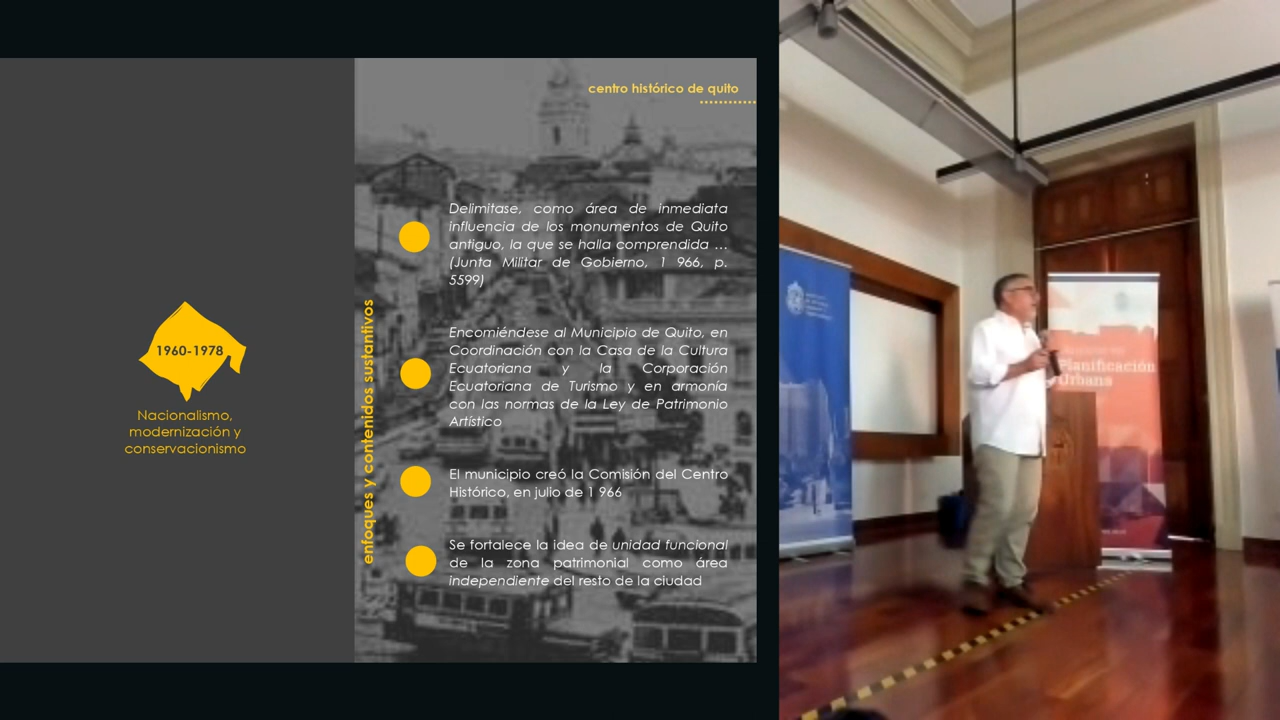 centro histórico de quito
1960-1978
Nacionalismo,
modernización y
conservacionismo
enfoques y contenidos sustantivos
Delimitase, como área de inmediata
influencia de los monumentos de Quito
antiguo, la que se halla comprendida ...
(Junta Militar de Gobierno, 1 966, p.
5599)
Encomiéndese al Municipio de Quito, en
Coordinación con la Casa de la Cultura
Ecuatoriana y la Corporación
Ecuatoriana de Turismo y en armonía
con las normas de la Ley de Patrimonio
Artístico
El municipio creó la Comisión del Centro
Histórico, en julio de 1 966
Se fortalece la idea de unidad funcional
de la zona patrimonial como área
independiente del resto de la ciudad
Planificación
Urbana